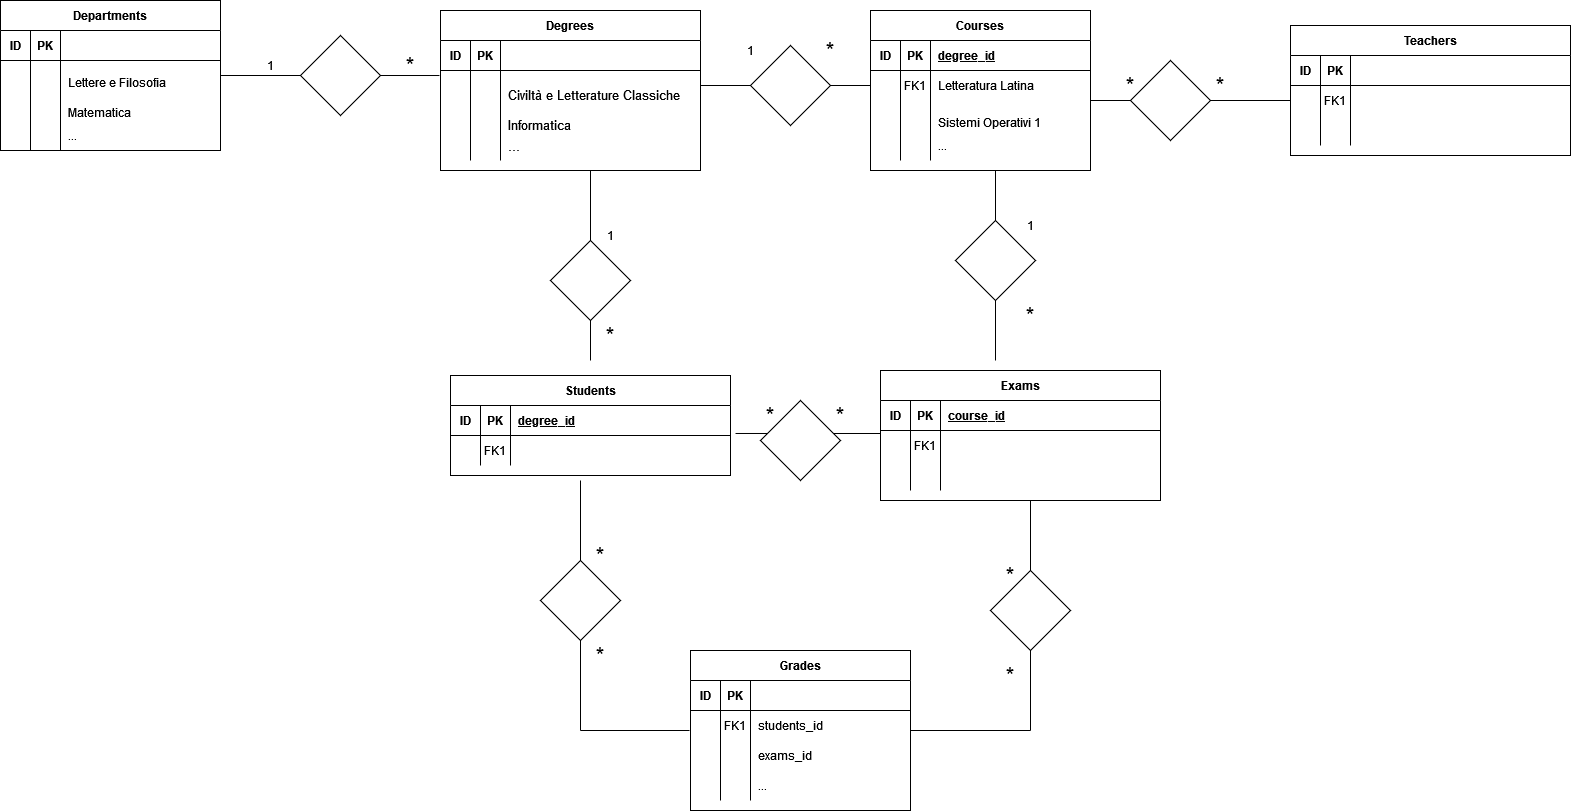 Departments
ID PK
Lettere e Filosofia
Matematica
...
1
*
Degrees
ID PK
Civiltà e Letterature Classiche
Informatica
...
1
*
Courses
ID PK degree_id
FK1 Letteratura Latina
Sistemi Operativi 1
...
*
*
Teachers
ID PK
FK1
1
*
1
*
Students
ID PK degree_id
FK1
*
*
Exams
ID PK course_id
FK1
*
*
*
*
Grades
ID PK
FK1 students_id
exams_id
...